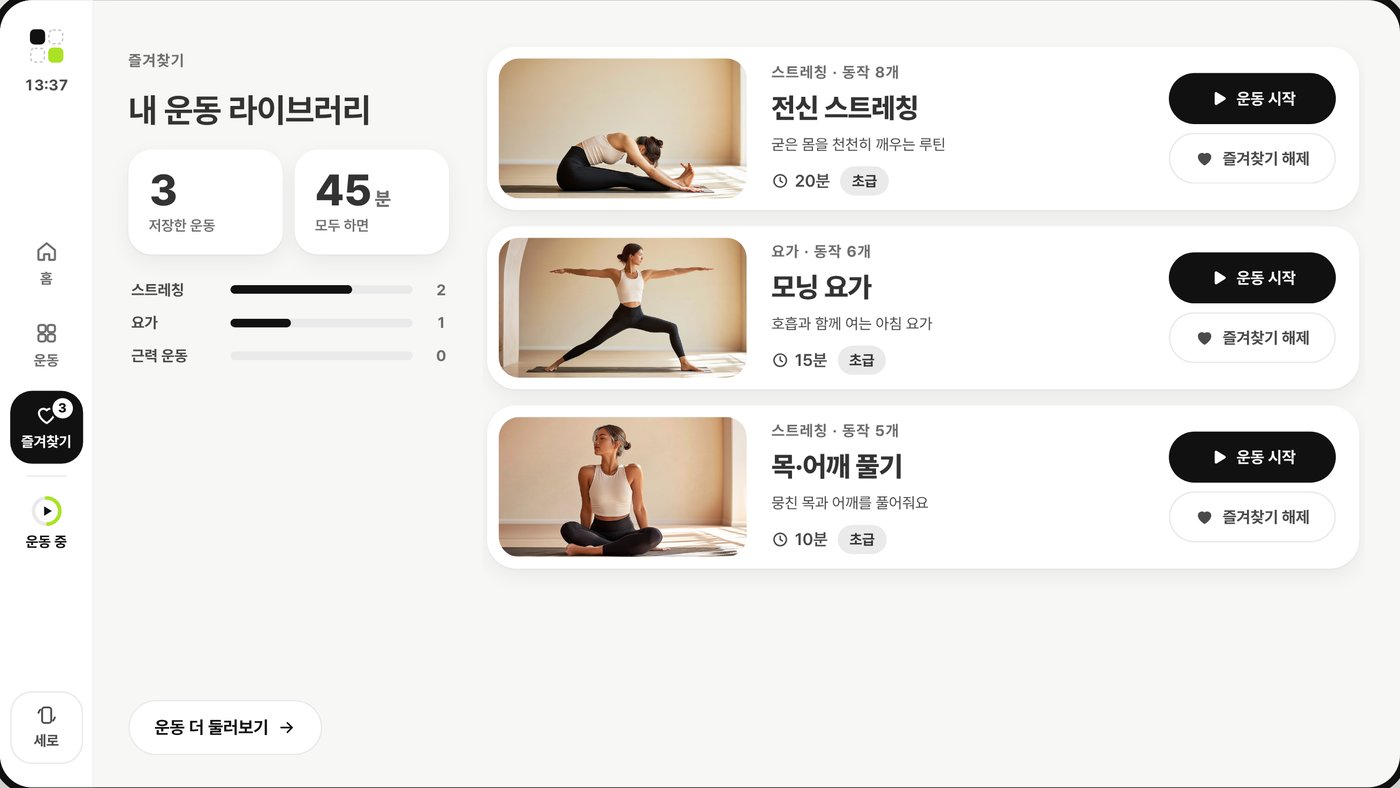 13:37
홈
운동
3
즐겨찾기
운동 중
세로
즐겨찾기
내 운동 라이브러리
3
저장한 운동
45분
모두 하면
스트레칭 2
요가 1
근력 운동 0
운동 더 둘러보기
스트레칭 · 동작 8개
전신 스트레칭
굳은 몸을 천천히 깨우는 루틴
20분 초급
운동 시작
즐겨찾기 해제
요가 · 동작 6개
모닝 요가
호흡과 함께 여는 아침 요가
15분 초급
운동 시작
즐겨찾기 해제
스트레칭 · 동작 5개
목·어깨 풀기
뭉친 목과 어깨를 풀어줘요
10분 초급
운동 시작
즐겨찾기 해제